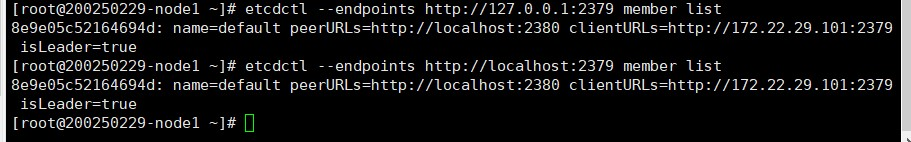 [root@200250229-node1 ~]# etcdctl --endpoints http://127.0.0.1:2379 member list
8e9e05c52164694d: name=default peerURLs=http://localhost:2380 clientURLs=http://172.22.29.101:2379
 isLeader=true
[root@200250229-node1 ~]# etcdctl --endpoints http://localhost:2379 member list
8e9e05c52164694d: name=default peerURLs=http://localhost:2380 clientURLs=http://172.22.29.101:2379
 isLeader=true
[root@200250229-node1 ~]#